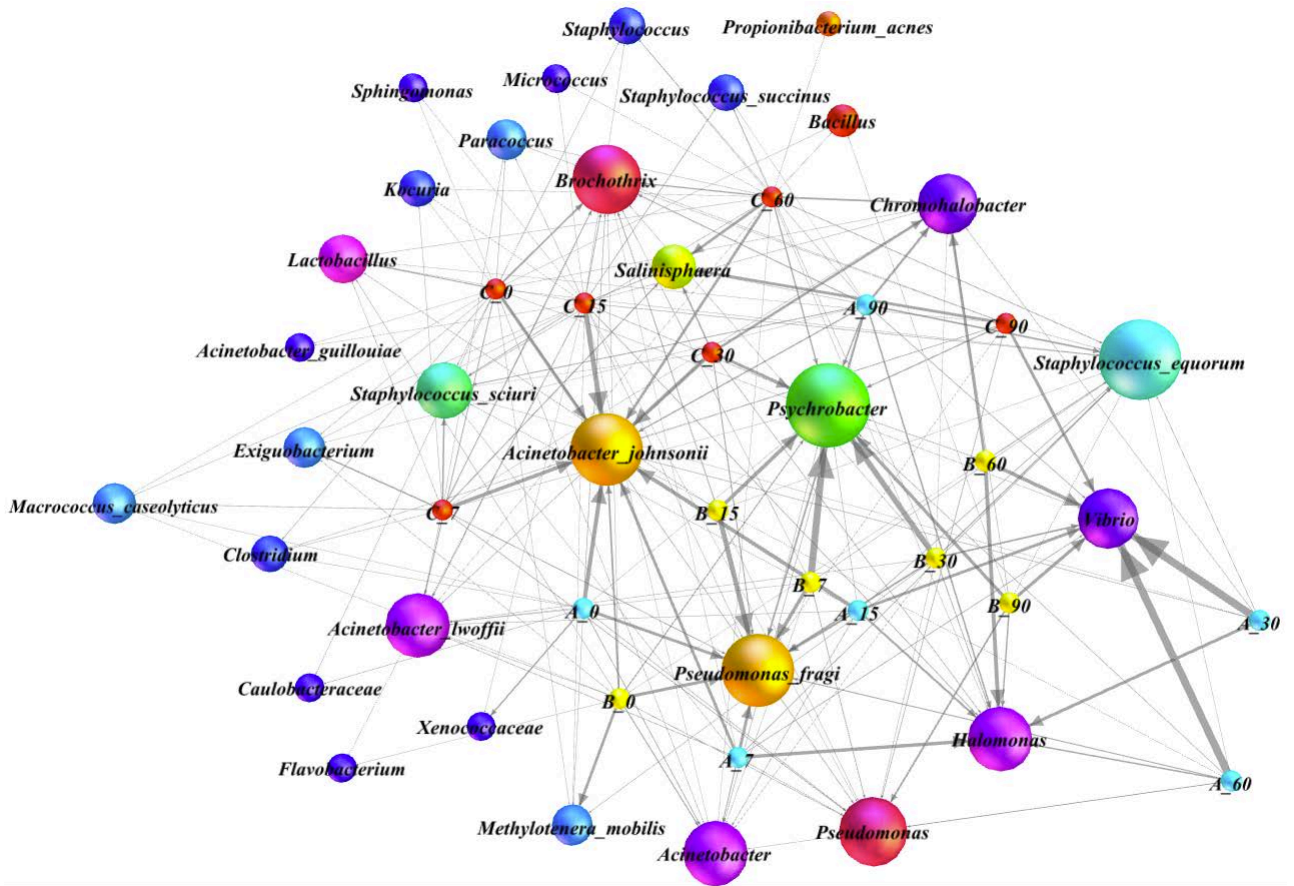 Staphylococcus
Propionibacterium_acnes
Micrococcus
Sphingomonas
Staphylococcus_succinus
Bacillus
Paracoccus
Brochothrix
Kocuria
C_60
Chromohalobacter
Lactobacillus
Salinisphaera
C_0
C_15
A_90
C_90
Acinetobacter_guillouiae
C_30
Staphylococcus_equorum
Staphylococcus_sciuri
Psychrobacter
Exiguobacterium
Acinetobacter_johnsonii
B_60
Macrococcus_caseolyticus
C_7
B_15
Vibrio
Clostridium
B_30
B_7
A_0
A_15
B_90
Acinetobacter_lwoffii
A_30
Pseudomonas_fragi
Caulobacteraceae
B_0
Xenococcaceae
Halomonas
A_7
Flavobacterium
A_60
Methylotenera_mobilis
Pseudomonas
Acinetobacter